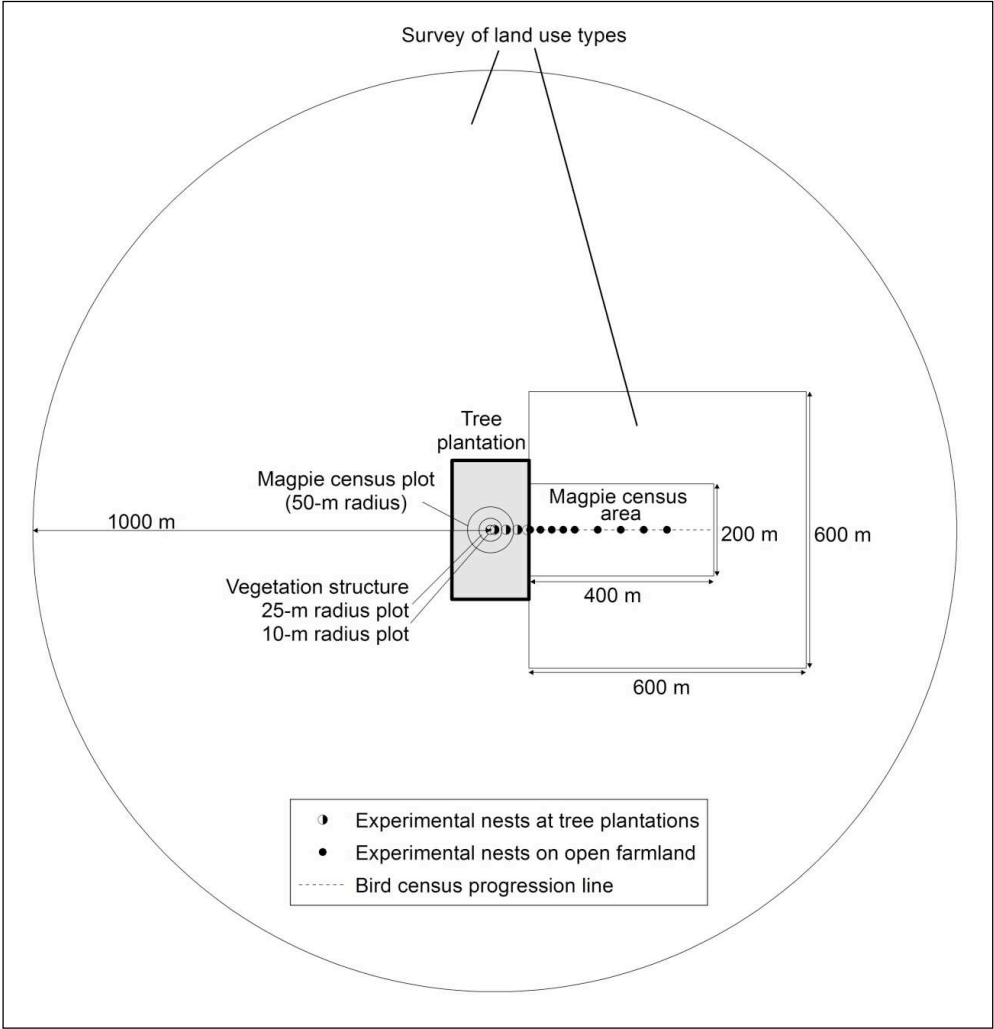 Survey of land use types
Tree
plantation
Magpie census plot
(50-m radius)
Magpie census
area
1000 m
200 m
600 m
Vegetation structure
25-m radius plot
10-m radius plot
400 m
600 m
Experimental nests at tree plantations
Experimental nests on open farmland
Bird census progression line